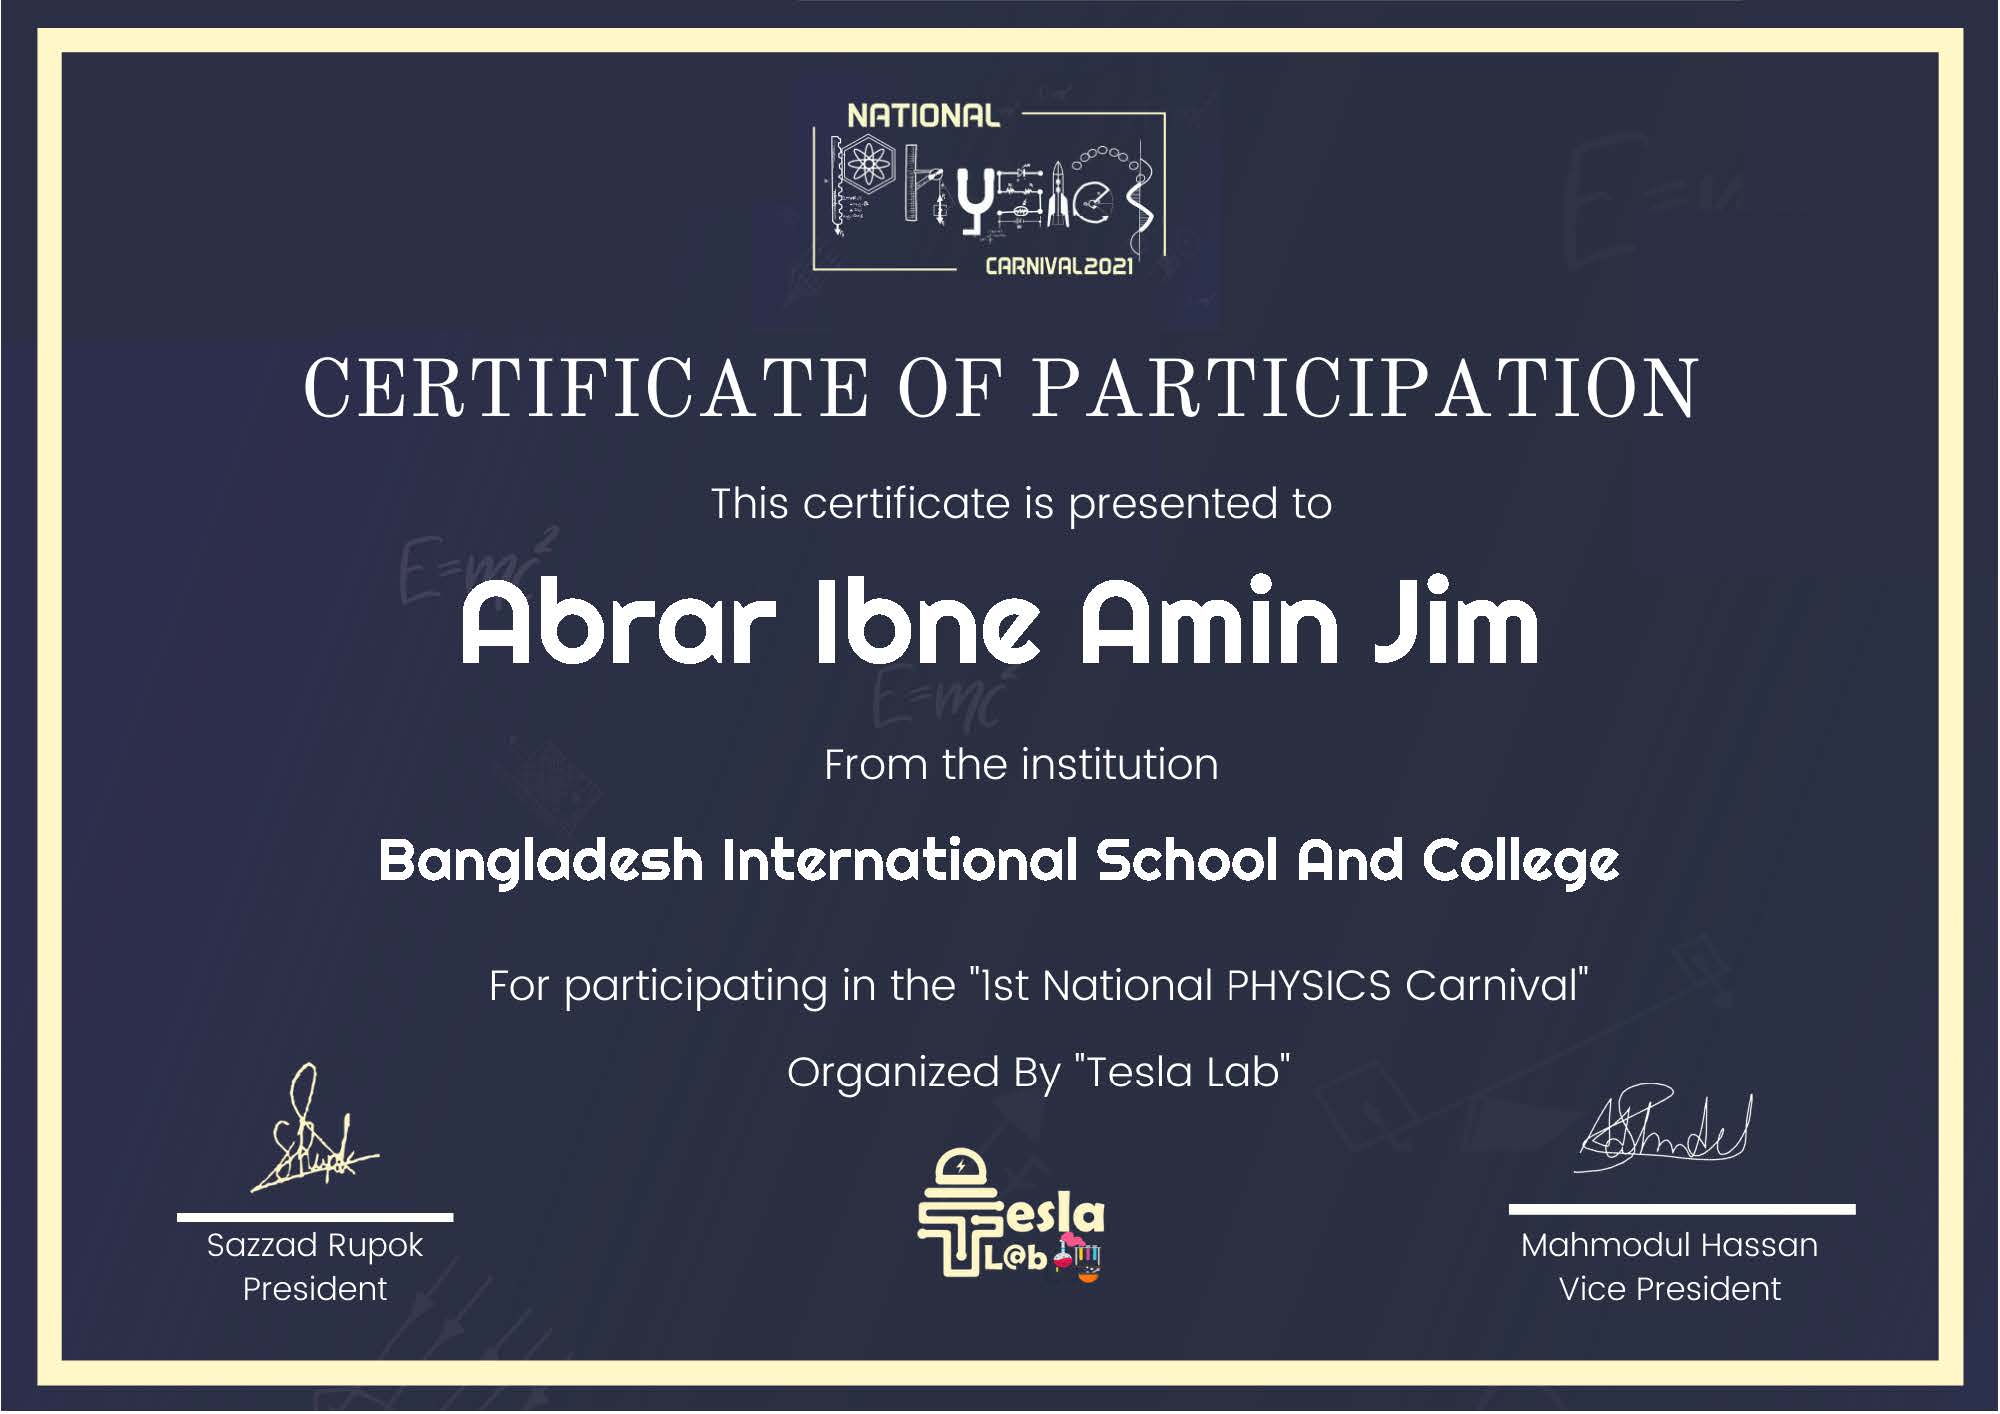 NATIONAL
Physics
CARNIVAL2021
CERTIFICATE OF PARTICIPATION
This certificate is presented to
E=mc²
Abrar Ibne Amin Jim
E=mc²
From the institution
Bangladesh International School And College
For participating in the "1st National PHYSICS Carnival"
Organized By "Tesla Lab"
Tesla
L@b
Sazzad Rupok
President
Mahmodul Hassan
Vice President